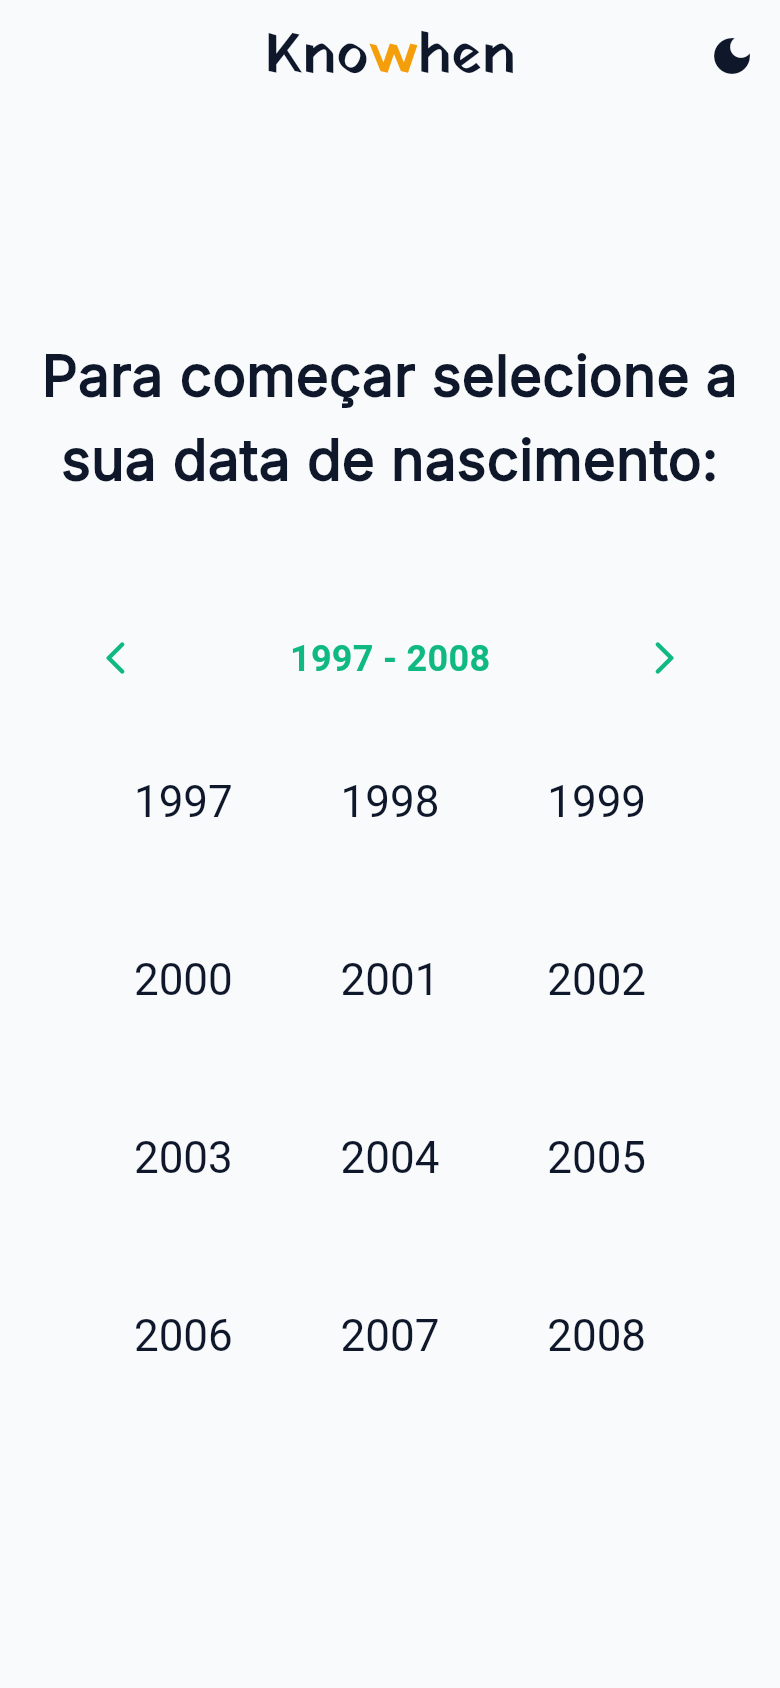 Knowhen
Para começar selecione a
sua data de nascimento:
1997 - 2008
1997 1998 1999
2000 2001 2002
2003 2004 2005
2006 2007 2008